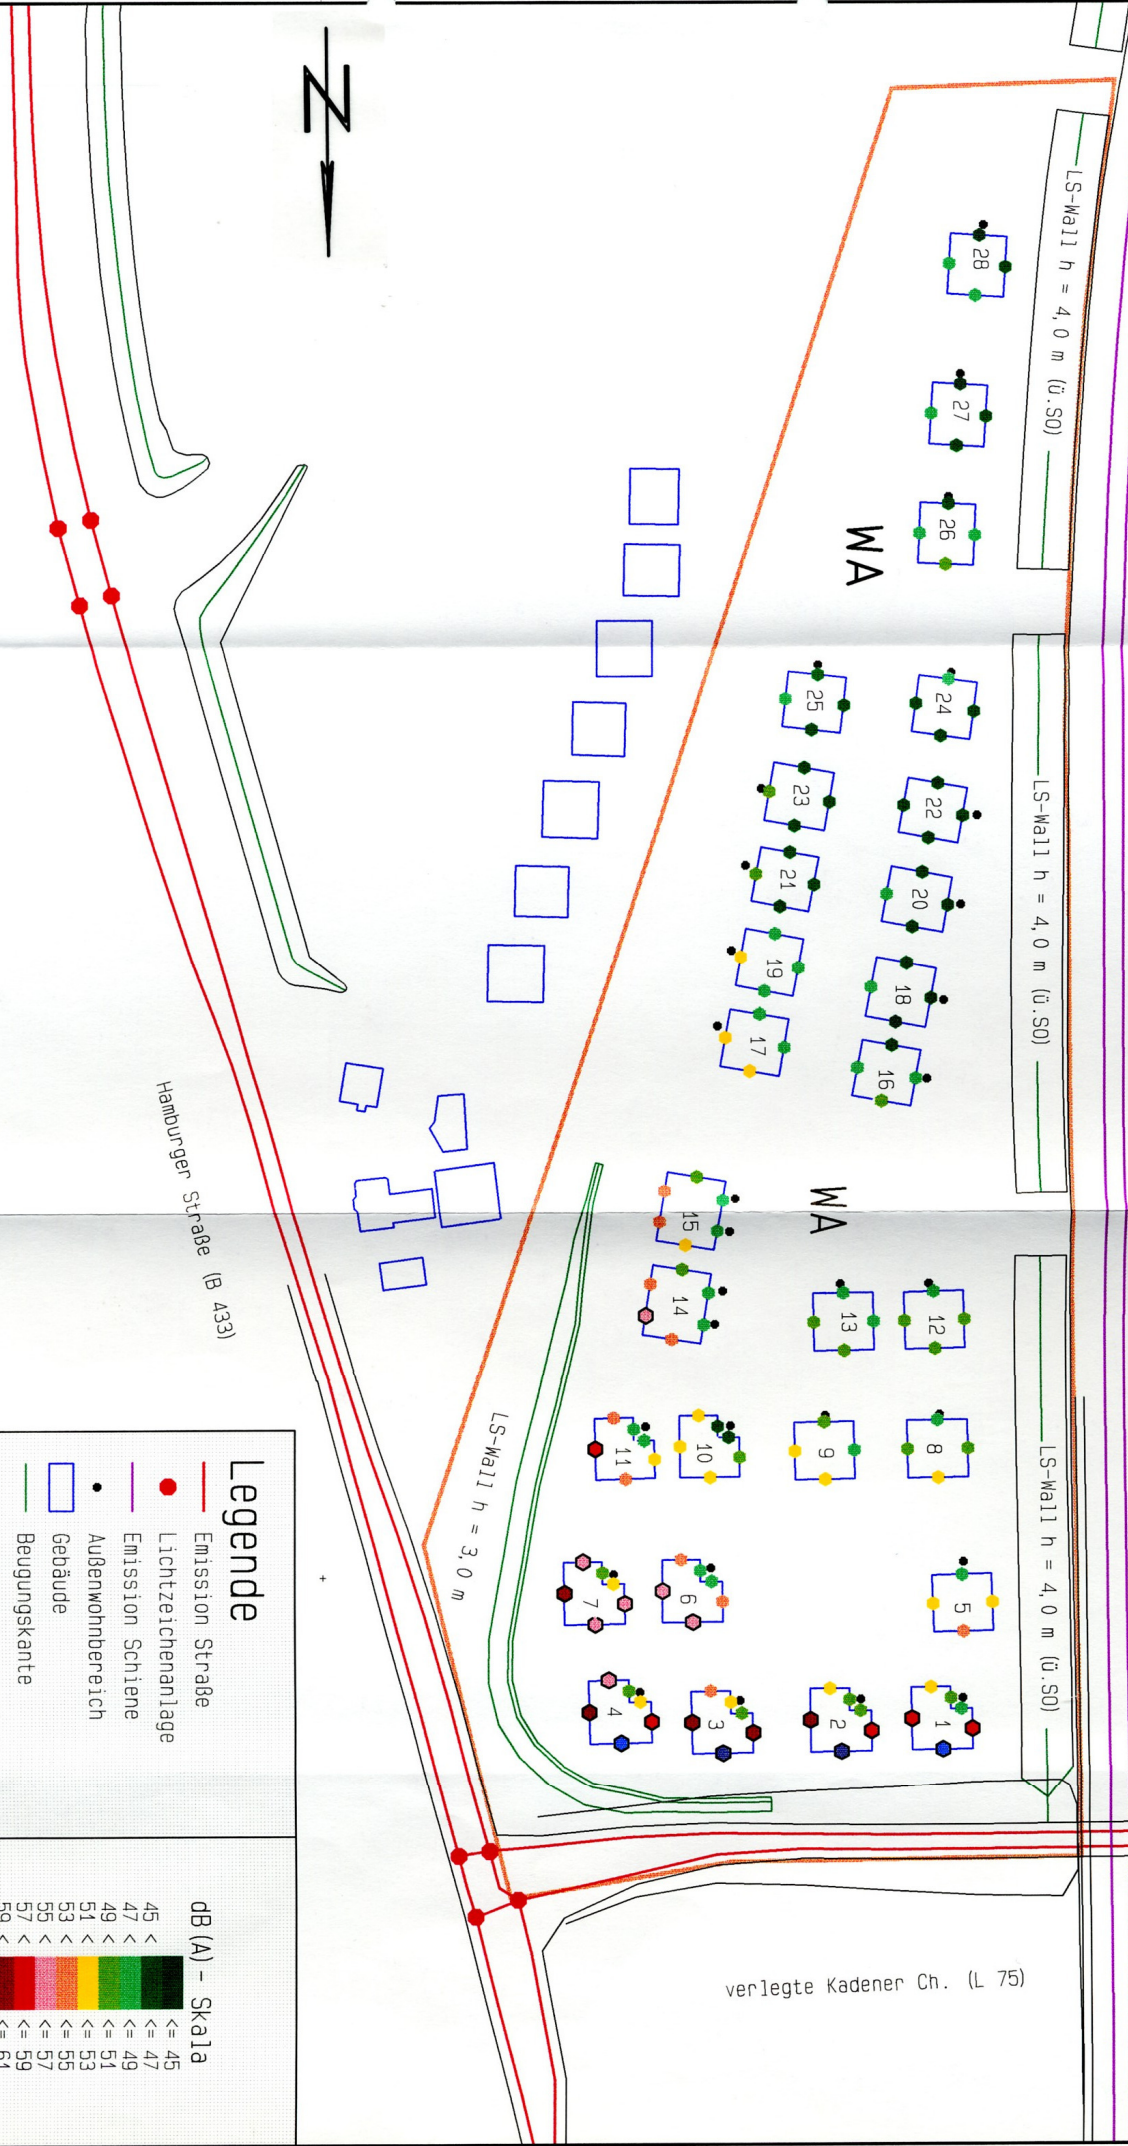 N
LS-Wall h = 4,0 m (ü.SO)
28
27
26
WA
LS-Wall h = 4,0 m (ü.SO)
25
24
23
22
21
20
19
18
17
16
WA
15
14
13
12
LS-Wall h = 4,0 m (ü.SO)
11
10
9
8
7
6
5
4
3
2
1
LS-Wall h = 3,0 m
Hamburger Straße (B 433)
verlegte Kadener Ch. (L 75)
Legende
Emission Straße
Lichtzeichenanlage
Emission Schiene
Außenwohnbereich
Gebäude
Beugungskante
dB(A) - Skala
<= 45
45 < <= 47
47 < <= 49
49 < <= 51
51 < <= 53
53 < <= 55
55 < <= 57
57 < <= 59
59 < <= 61